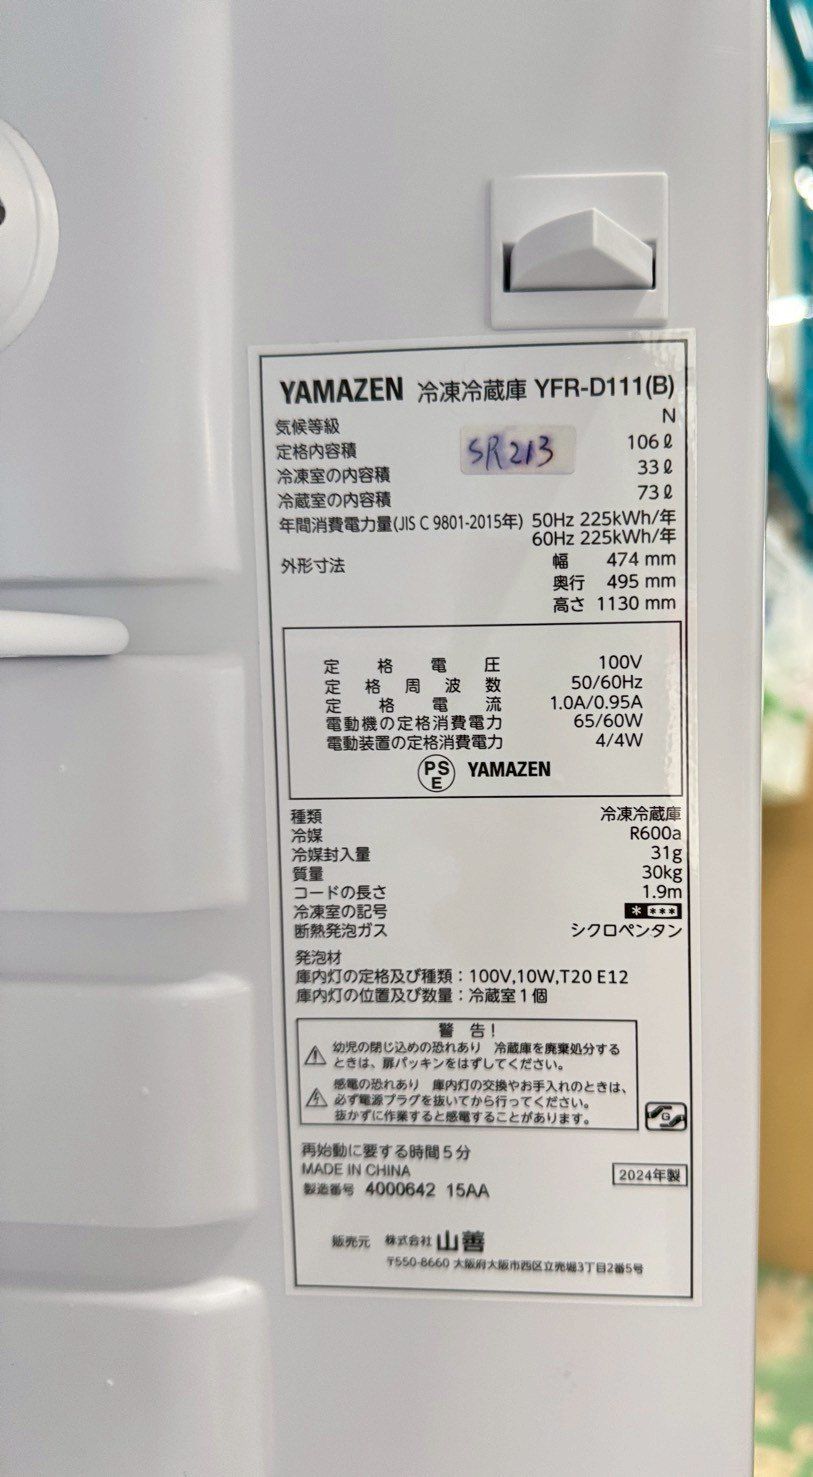 YAMAZEN 冷凍冷蔵庫 YFR-D111(B)
気候等級 N
定格内容積 106ℓ
SR213
冷凍室の内容積 33ℓ
冷蔵室の内容積 73ℓ
年間消費電力量(JIS C 9801-2015年) 50Hz 225kWh/年
60Hz 225kWh/年
外形寸法 幅 474 mm
奥行 495 mm
高さ 1130 mm
定格電圧 100V
定格周波数 50/60Hz
定格電流 1.0A/0.95A
電動機の定格消費電力 65/60W
電動装置の定格消費電力 4/4W
PSE YAMAZEN
種類 冷凍冷蔵庫
冷媒 R600a
冷媒封入量 31g
質量 30kg
コードの長さ 1.9m
冷凍室の記号 * ***
断熱発泡ガス シクロペンタン
発泡材
庫内灯の定格及び種類：100V,10W,T20 E12
庫内灯の位置及び数量：冷蔵室1個
警 告！
幼児の閉じ込めの恐れあり 冷蔵庫を廃棄処分する
ときは、扉パッキンをはずしてください。
感電の恐れあり 庫内灯の交換やお手入れのときは、
必ず電源プラグを抜いてから行ってください。
抜かずに作業すると感電することがあります。
G
再始動に要する時間5分
MADE IN CHINA
2024年製
製造番号 4000642 15AA
販売元 株式会社 山善
〒550-8660 大阪府大阪市西区立売堀3丁目2番5号